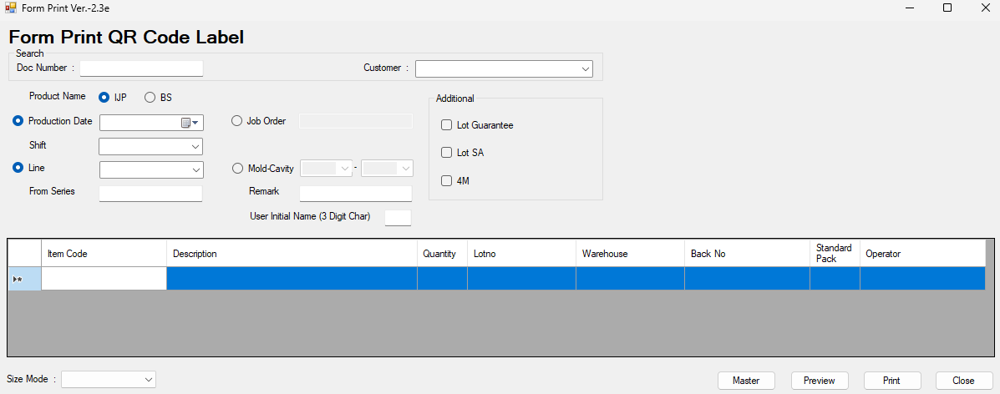 Form Print Ver.-2.3e
Form Print QR Code Label
Search
Doc Number :
Customer :
Product Name IJP BS
Production Date
Job Order
Shift
Line
Mold-Cavity -
From Series
Remark
User Initial Name (3 Digit Char)
Additional
Lot Guarantee
Lot SA
4M
Item Code Description Quantity Lotno Warehouse Back No Standard Pack Operator
Size Mode :
Master Preview Print Close